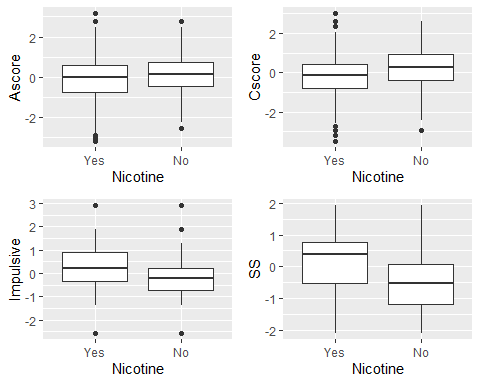 Ascore
2
0
-2
Yes No
Nicotine
Cscore
2
0
-2
Yes No
Nicotine
Impulsive
3
2
1
0
-1
-2
Yes No
Nicotine
SS
2
1
0
-1
-2
Yes No
Nicotine